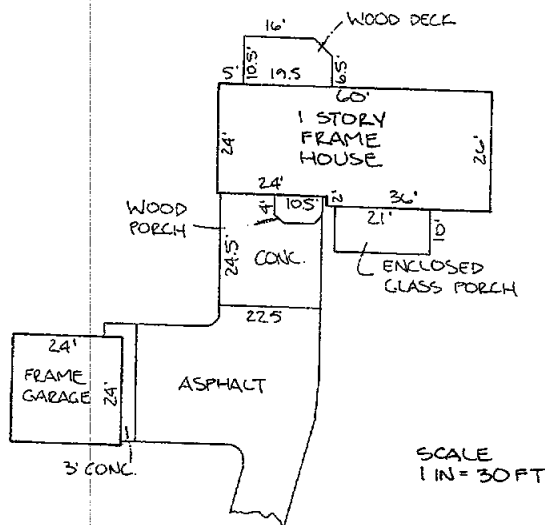 16'
WOOD DECK
10.5'
6.5'
5'
19.5
60'
1 STORY
FRAME
HOUSE
24'
26'
24'
4'
10.5'
2'
36'
21'
WOOD
PORCH
24.5'
CONC.
ENCLOSED
GLASS PORCH
22.5
24'
FRAME
GARAGE
24'
ASPHALT
3' CONC.
SCALE
1 IN = 30 FT